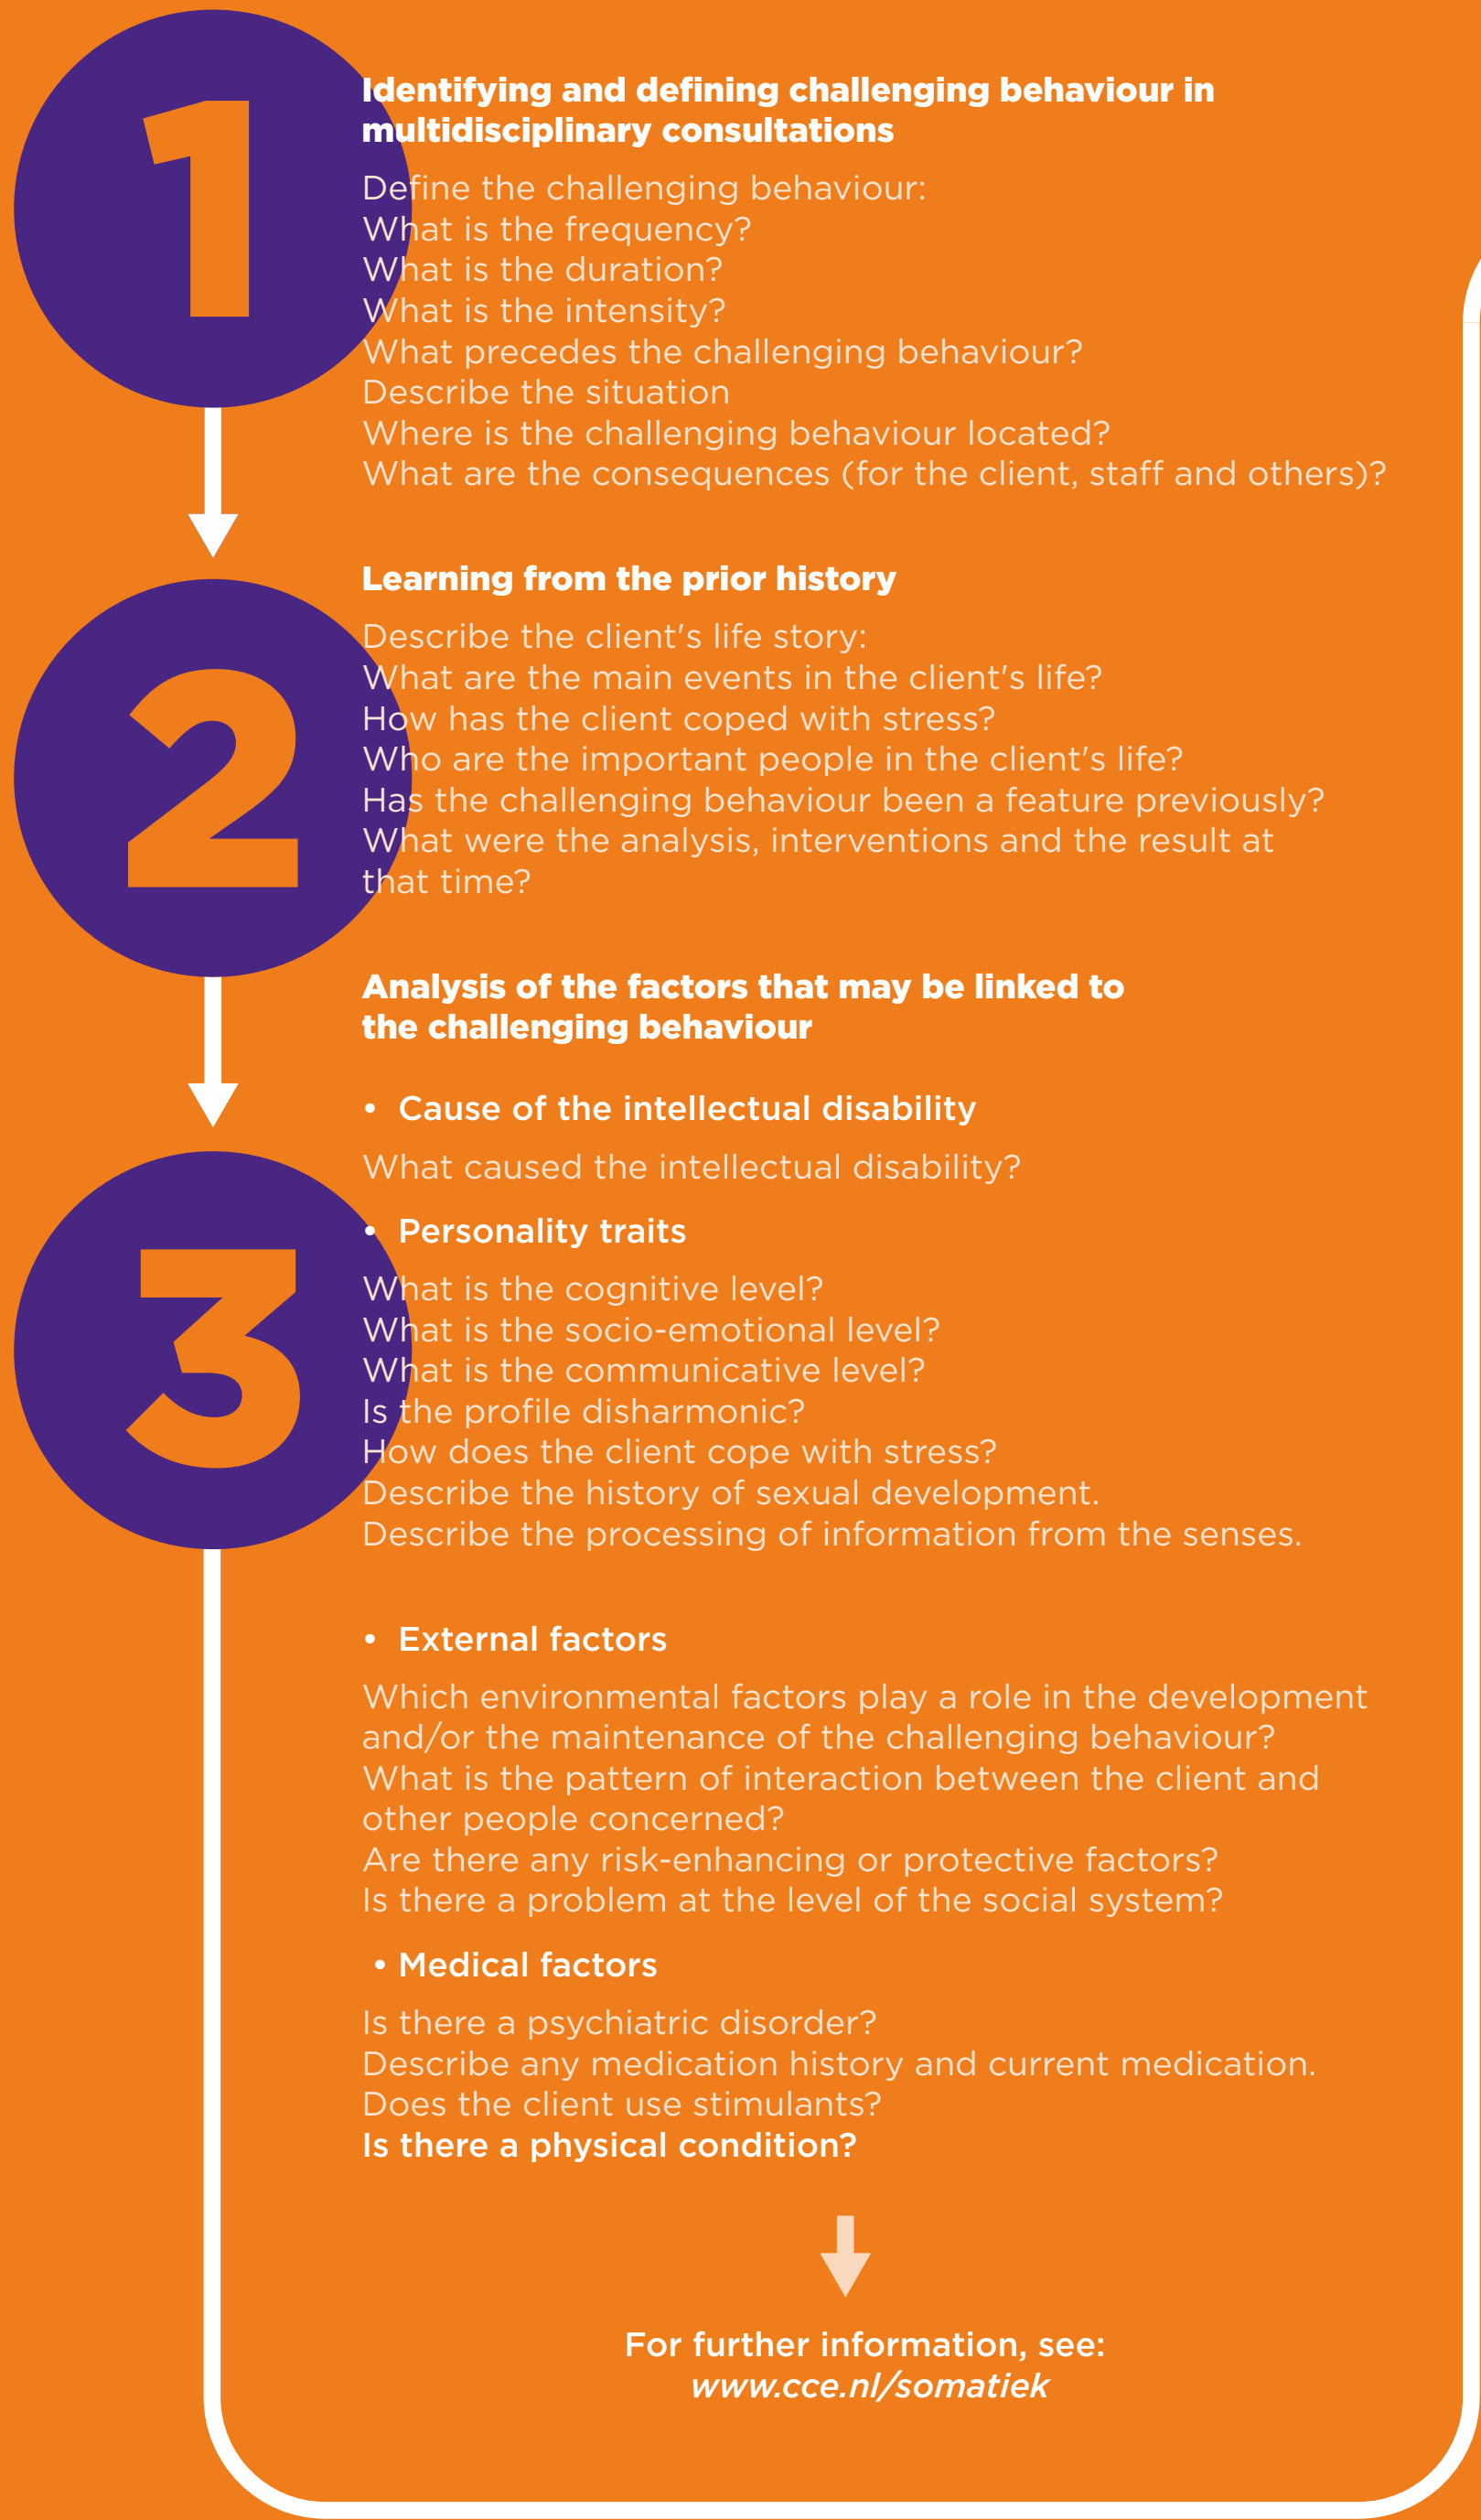 1
Identifying and defining challenging behaviour in
multidisciplinary consultations
Define the challenging behaviour:
What is the frequency?
What is the duration?
What is the intensity?
What precedes the challenging behaviour?
Describe the situation
Where is the challenging behaviour located?
What are the consequences (for the client, staff and others)?
2
Learning from the prior history
Describe the client's life story:
What are the main events in the client's life?
How has the client coped with stress?
Who are the important people in the client's life?
Has the challenging behaviour been a feature previously?
What were the analysis, interventions and the result at
that time?
3
Analysis of the factors that may be linked to
the challenging behaviour
• Cause of the intellectual disability
What caused the intellectual disability?
• Personality traits
What is the cognitive level?
What is the socio-emotional level?
What is the communicative level?
Is the profile disharmonic?
How does the client cope with stress?
Describe the history of sexual development.
Describe the processing of information from the senses.
• External factors
Which environmental factors play a role in the development
and/or the maintenance of the challenging behaviour?
What is the pattern of interaction between the client and
other people concerned?
Are there any risk-enhancing or protective factors?
Is there a problem at the level of the social system?
• Medical factors
Is there a psychiatric disorder?
Describe any medication history and current medication.
Does the client use stimulants?
Is there a physical condition?
For further information, see:
www.cce.nl/somatiek